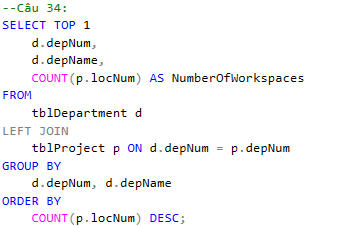 --Câu 34:
SELECT TOP 1
    d.depNum,
    d.depName,
    COUNT(p.locNum) AS NumberOfWorkspaces
FROM
    tblDepartment d
LEFT JOIN
    tblProject p ON d.depNum = p.depNum
GROUP BY
    d.depNum, d.depName
ORDER BY
    COUNT(p.locNum) DESC;